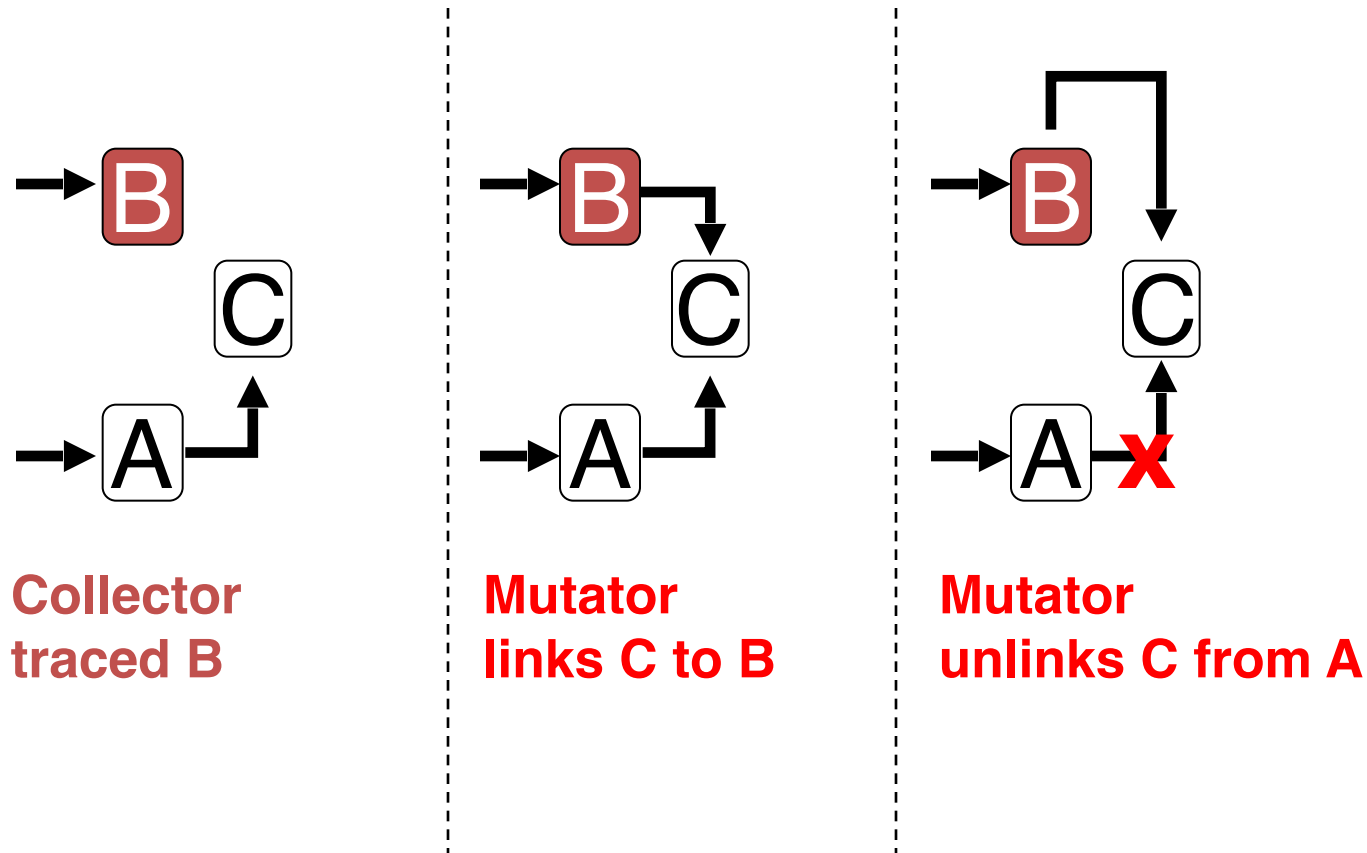 B
C
A
Collector
traced B
B
C
A
Mutator
links C to B
B
C
A
x
Mutator
unlinks C from A